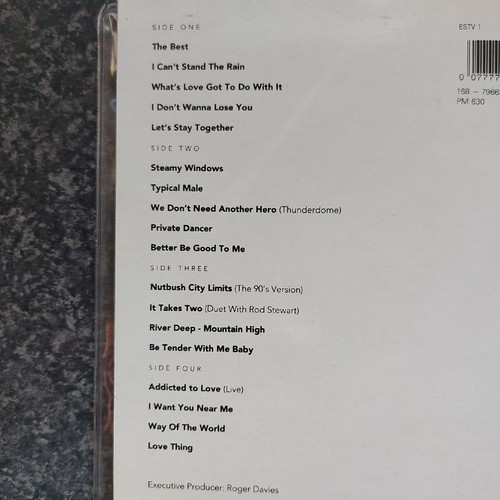 SIDE ONE
The Best
I Can't Stand The Rain
What's Love Got To Do With It
I Don't Wanna Lose You
Let's Stay Together
SIDE TWO
Steamy Windows
Typical Male
We Don't Need Another Hero (Thunderdome)
Private Dancer
Better Be Good To Me
SIDE THREE
Nutbush City Limits (The 90's Version)
It Takes Two (Duet With Rod Stewart)
River Deep - Mountain High
Be Tender With Me Baby
SIDE FOUR
Addicted to Love (Live)
I Want You Near Me
Way Of The World
Love Thing
Executive Producer: Roger Davies
ESTV 1
0 07777
168 - 7966
PM 630